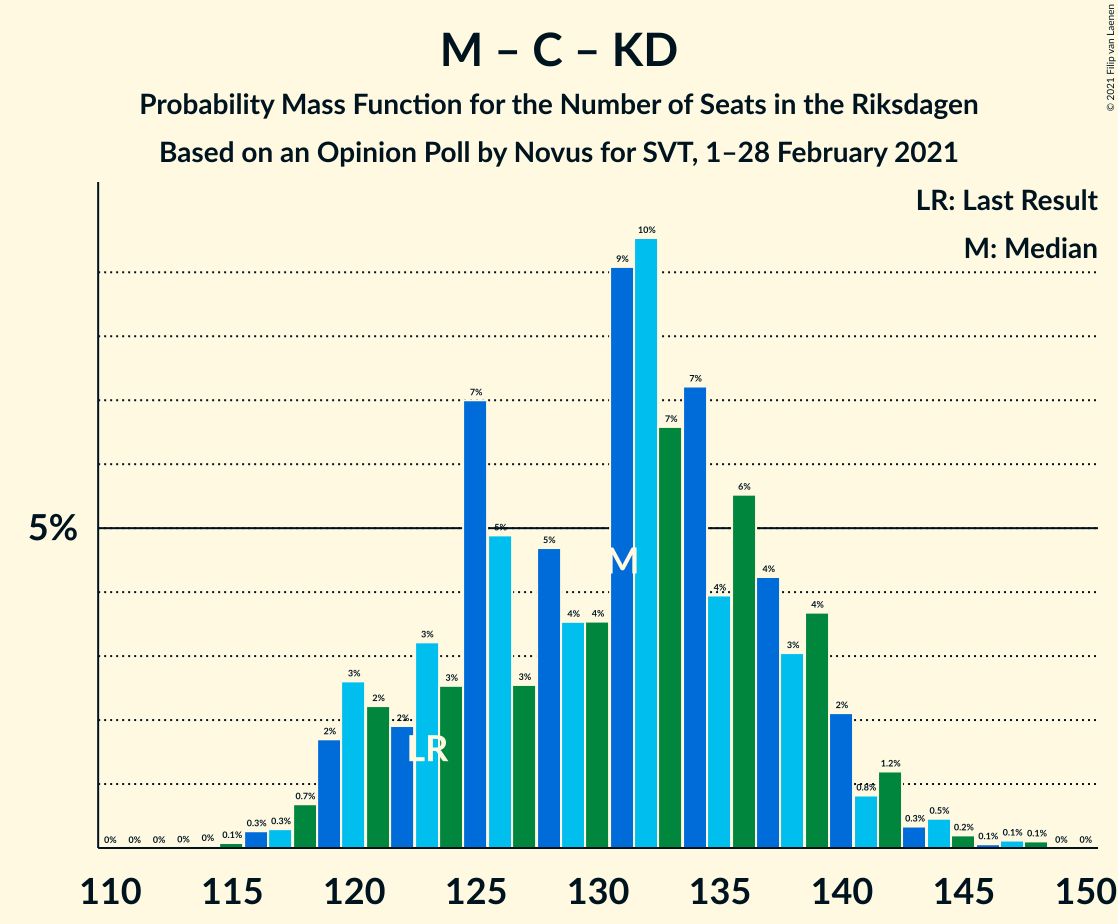 M – C – KD
Probability Mass Function for the Number of Seats in the Riksdagen
Based on an Opinion Poll by Novus for SVT, 1–28 February 2021
© 2021 Filip van Laenen
LR: Last Result
M: Median
5%
0% 0% 0% 0% 0% 0.1% 0.3% 0.3% 0.7% 2% 3% 2% 2% 3% 3% 7% 5% 3% 5% 4% 4% 9% 10% 7% 7% 4% 6% 4% 3% 4% 2% 0.8% 1.2% 0.3% 0.5% 0.2% 0.1% 0.1% 0.1% 0% 0%
M
LR
110 115 120 125 130 135 140 145 150